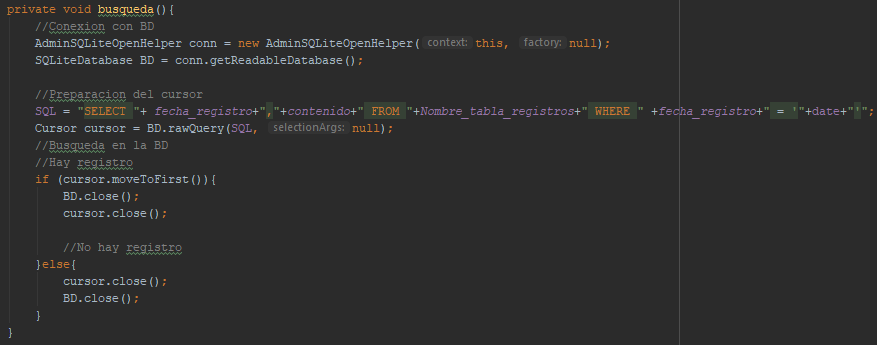 private void busqueda(){
//Conexion con BD
AdminSQLiteOpenHelper conn = new AdminSQLiteOpenHelper( context: this, factory: null);
SQLiteDatabase BD = conn.getReadableDatabase();
//Preparacion del cursor
SQL = "SELECT "+ fecha_registro+","+contenido+" FROM "+Nombre_tabla_registros+" WHERE " +fecha_registro+" = '"+date+"'";
Cursor cursor = BD.rawQuery(SQL, selectionArgs: null);
//Busqueda en la BD
//Hay registro
if (cursor.moveToFirst()){
BD.close();
cursor.close();
//No hay registro
}else{
cursor.close();
BD.close();
}
}